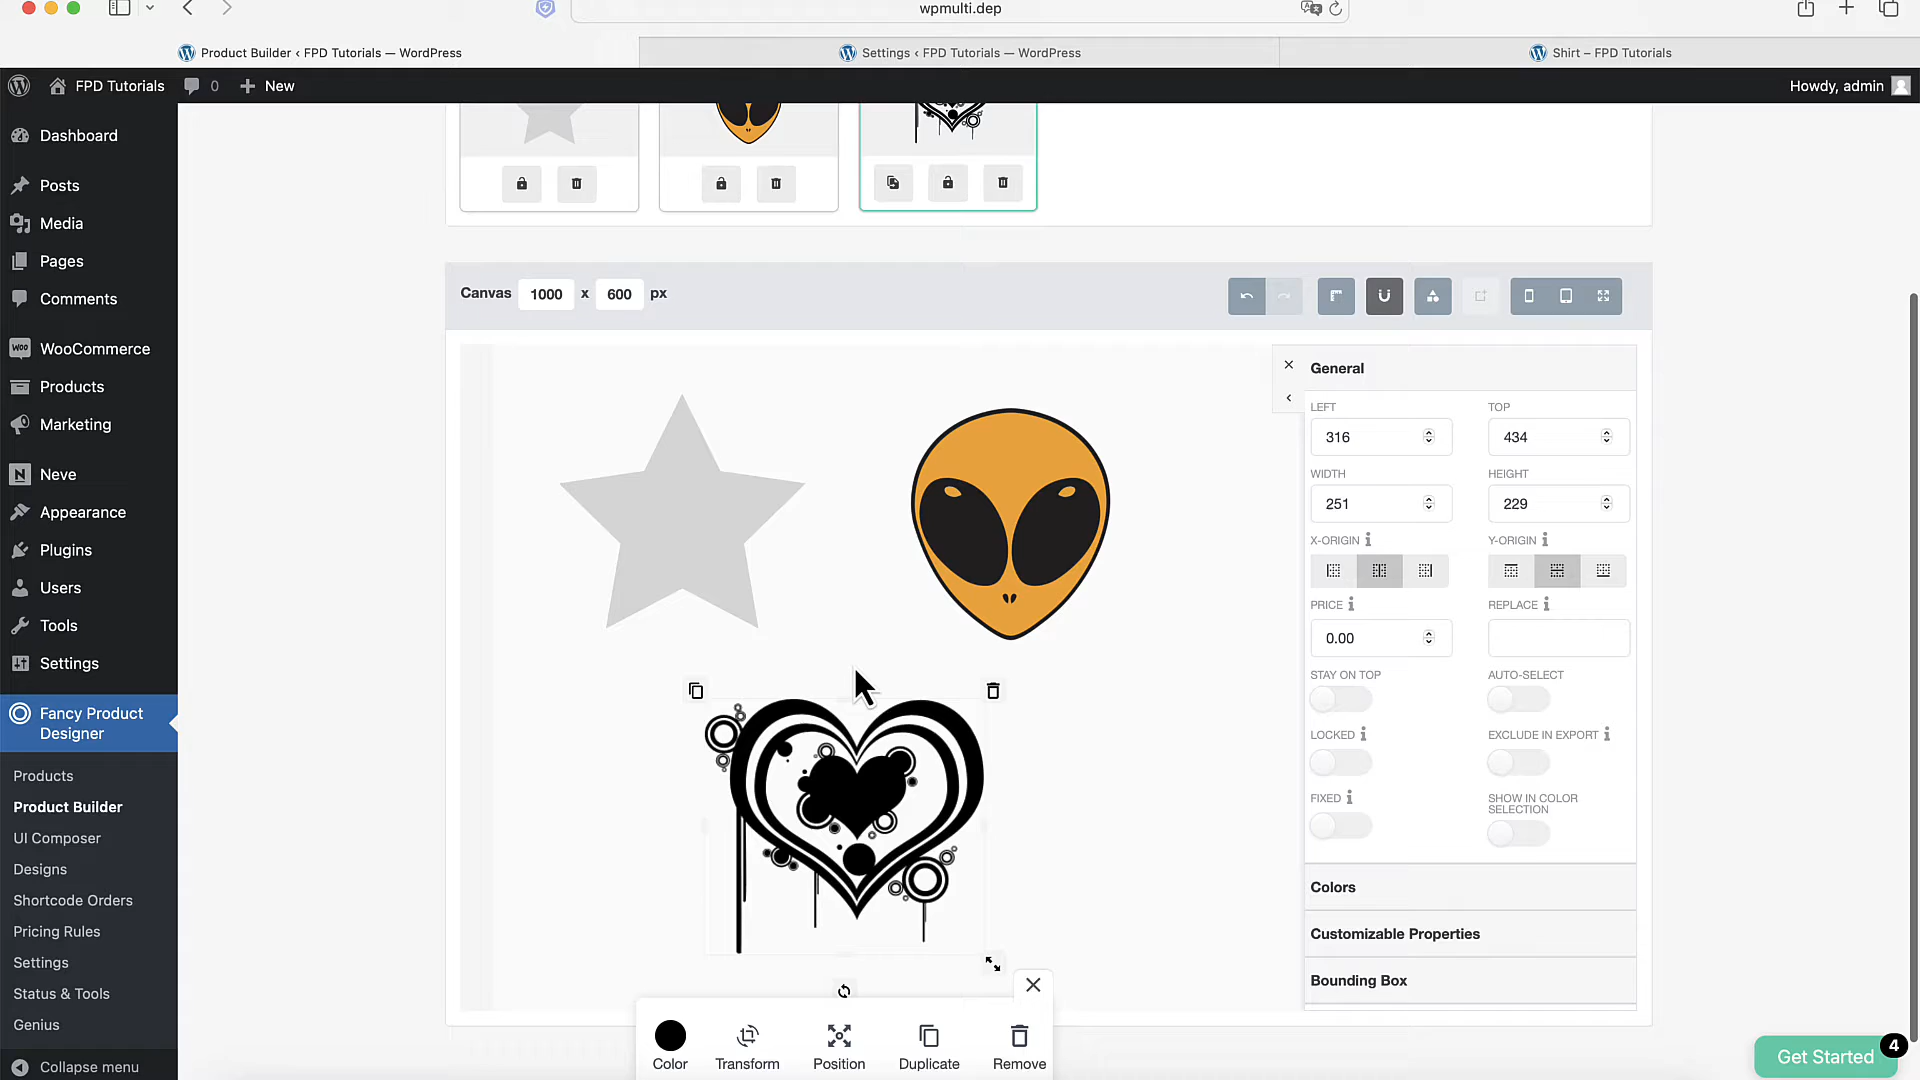 wpmulti.dep
Product Builder ‹ FPD Tutorials — WordPress
Settings ‹ FPD Tutorials — WordPress
Shirt – FPD Tutorials
FPD Tutorials
0
New
Howdy, admin
Dashboard
Posts
Media
Pages
Comments
WooCommerce
Products
Marketing
Neve
Appearance
Plugins
Users
Tools
Settings
Fancy Product
Designer
Products
Product Builder
UI Composer
Designs
Shortcode Orders
Pricing Rules
Settings
Status & Tools
Genius
Collapse menu
Canvas 1000 x 600 px
General
LEFT TOP
316 434
WIDTH HEIGHT
251 229
X-ORIGIN Y-ORIGIN
PRICE REPLACE
0.00
STAY ON TOP AUTO-SELECT
LOCKED EXCLUDE IN EXPORT
FIXED SHOW IN COLOR
SELECTION
Colors
Customizable Properties
Bounding Box
Color Transform Position Duplicate Remove
Get Started 4